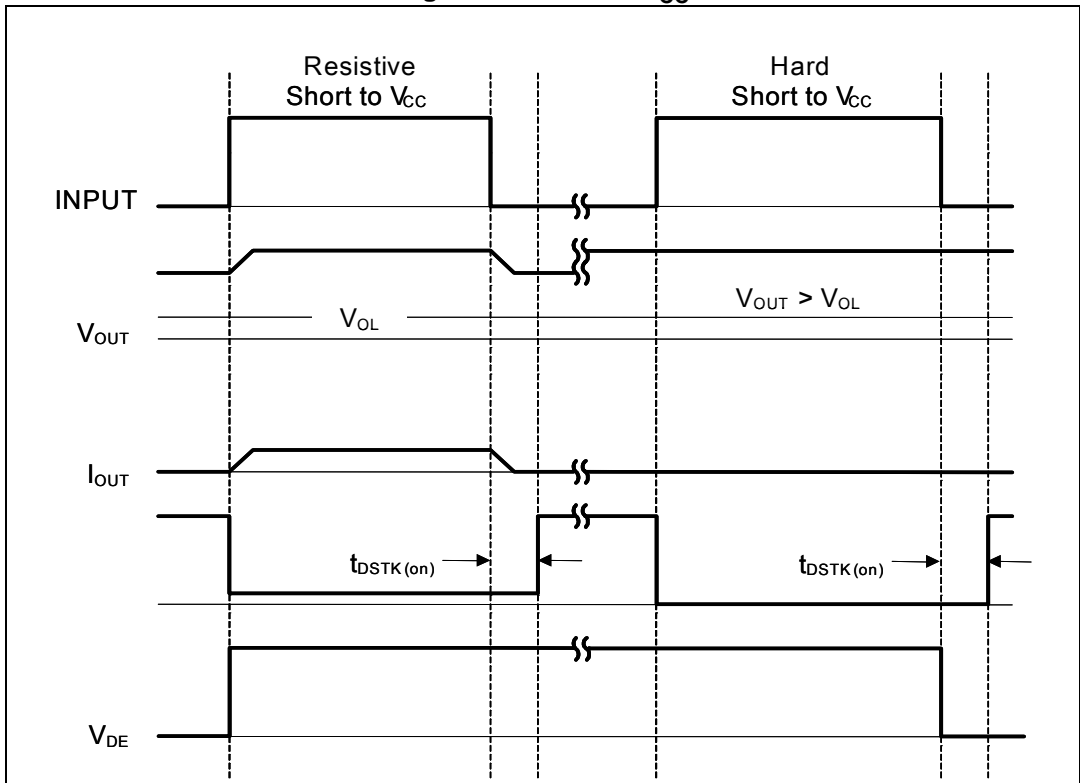 Resistive
Short to VCC
Hard
Short to VCC
INPUT
VOUT > VOL
VOL
VOUT
IOUT
tDSTK(on)
tDSTK(on)
VDE